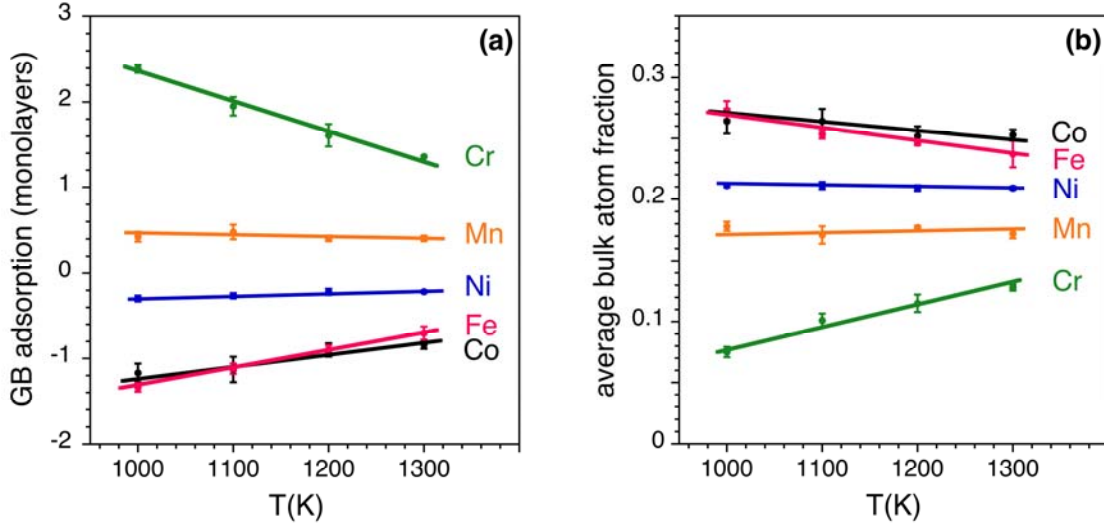 (a)
GB adsorption (monolayers)
3
2
1
0
-1
-2
Cr
Mn
Ni
Fe
Co
1000 1100 1200 1300
T(K)
(b)
average bulk atom fraction
0.3
0.2
0.1
0
Co
Fe
Ni
Mn
Cr
1000 1100 1200 1300
T(K)